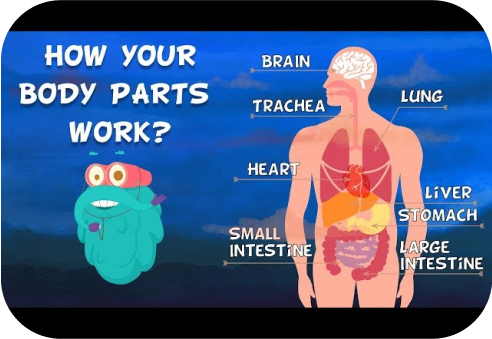 HOW YOUR
BODY PARTS
WORK?
BRAIN
TRACHEA
LUNG
HEART
LiVER
STOMACH
SMALL
iNTESTiNE
LARGE
iNTESTiNE